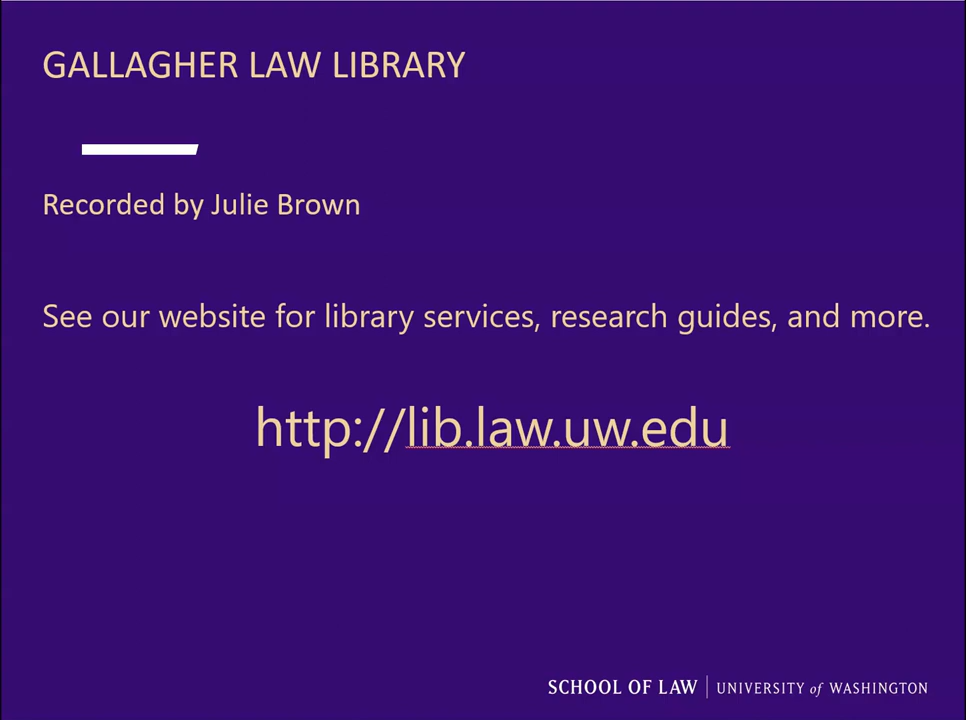 GALLAGHER LAW LIBRARY
Recorded by Julie Brown
See our website for library services, research guides, and more.
http://lib.law.uw.edu
SCHOOL OF LAW | UNIVERSITY of WASHINGTON